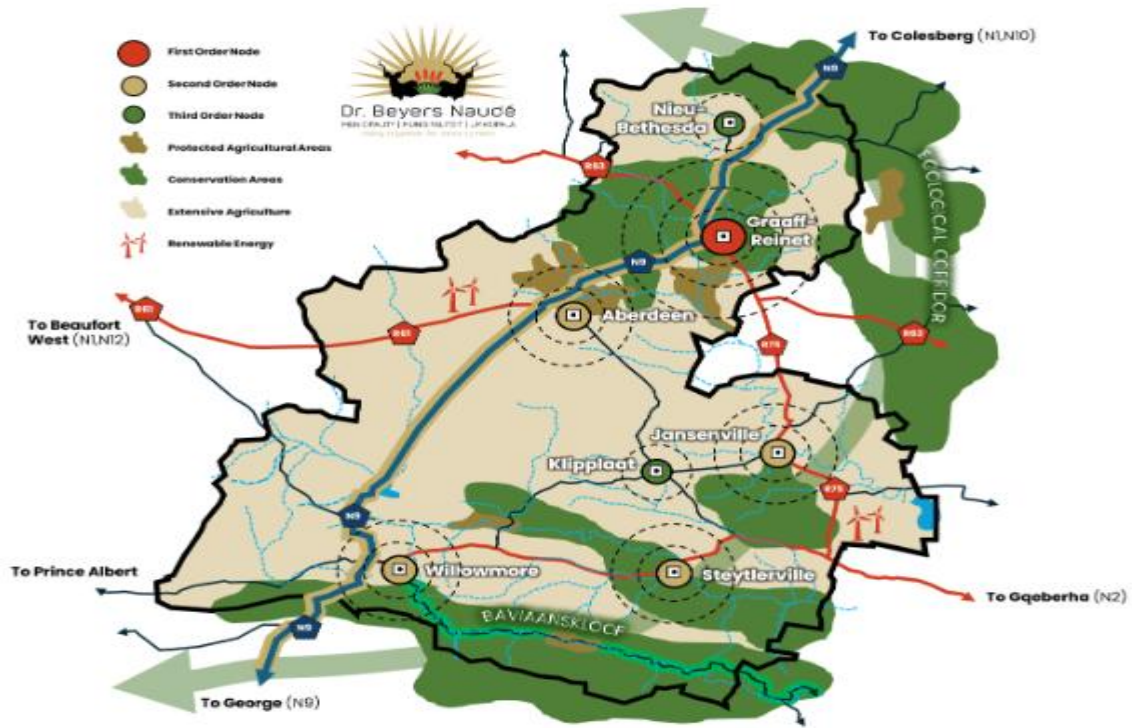 First Order Node
Second Order Node
Third Order Node
Protected Agricultural Areas
Conservation Areas
Extensive Agriculture
Renewable Energy
Dr. Beyers Naudé
To Colesberg (N1,N10)
N9
Nieu-
Bethesda
R63
ECOLOGICAL CORRIDOR
Graaff-
Reinet
N9
Aberdeen
R61
To Beaufort
West (N1,N12)
R61
R75
R63
Jansenville
Klipplaat
R75
N9
To Prince Albert
Willowmore
Steytlerville
To Gqeberha (N2)
BAVIAANSKLOOF
N9
To George (N9)